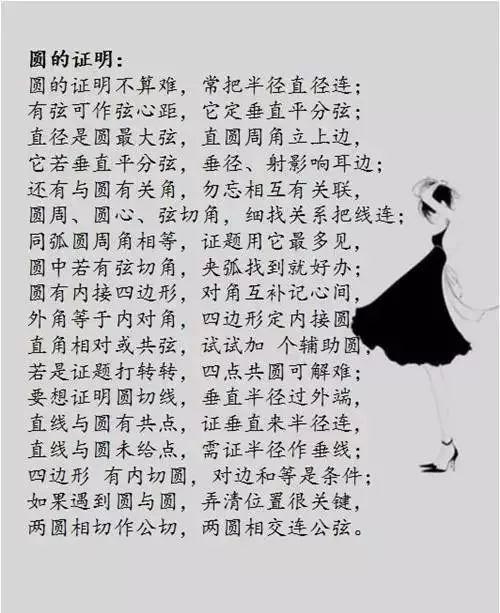 圆的证明：
圆的证明不算难，常把半径直径连；
有弦可作弦心距，它定垂直平分弦；
直径是圆最大弦，直圆周角立上边，
它若垂直平分弦，垂径、射影响耳边；
还有与圆有关角，勿忘相互有关联，
圆周、圆心、弦切角，细找关系把线连；
同弧圆周角相等，证题用它最多见，
圆中若有弦切角，夹弧找到就好办；
圆有内接四边形，对角互补记心间，
外角等于内对角，四边形定内接圆，
直角相对或共弦，试试加 个辅助圆，
若是证题打转转，四点共圆可解难；
要想证明圆切线，垂直半径过外端，
直线与圆有共点，证垂直来半径连，
直线与圆未给点，需证半径作垂线；
四边形 有内切圆，对边和等是条件；
如果遇到圆与圆，弄清位置很关键，
两圆相切作公切，两圆相交连公弦。